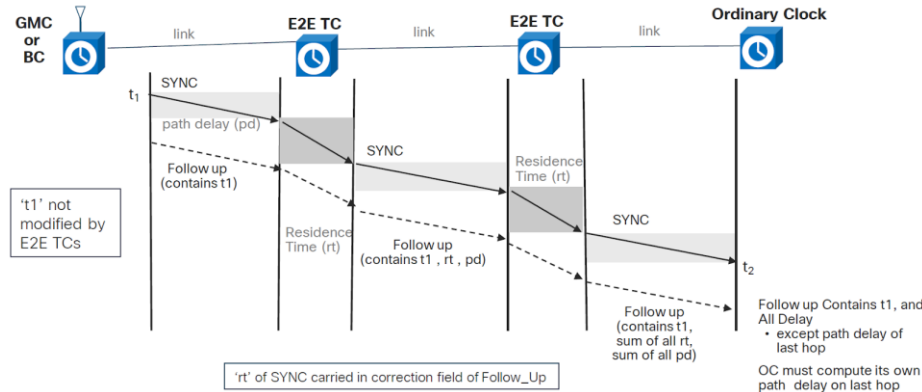 GMC
or
BC
link
E2E TC
link
E2E TC
link
Ordinary Clock
SYNC
t1
path delay (pd)
Follow up
(contains t1)
't1' not
modified by
E2E TCs
Residence
Time (rt)
SYNC
Follow up
(contains t1 , rt , pd)
Residence
Time (rt)
SYNC
t2
Follow up
(contains t1,
sum of all rt,
sum of all pd)
Follow up Contains t1, and
All Delay
• except path delay of
last hop
OC must compute its own
path delay on last hop
'rt' of SYNC carried in correction field of Follow_Up